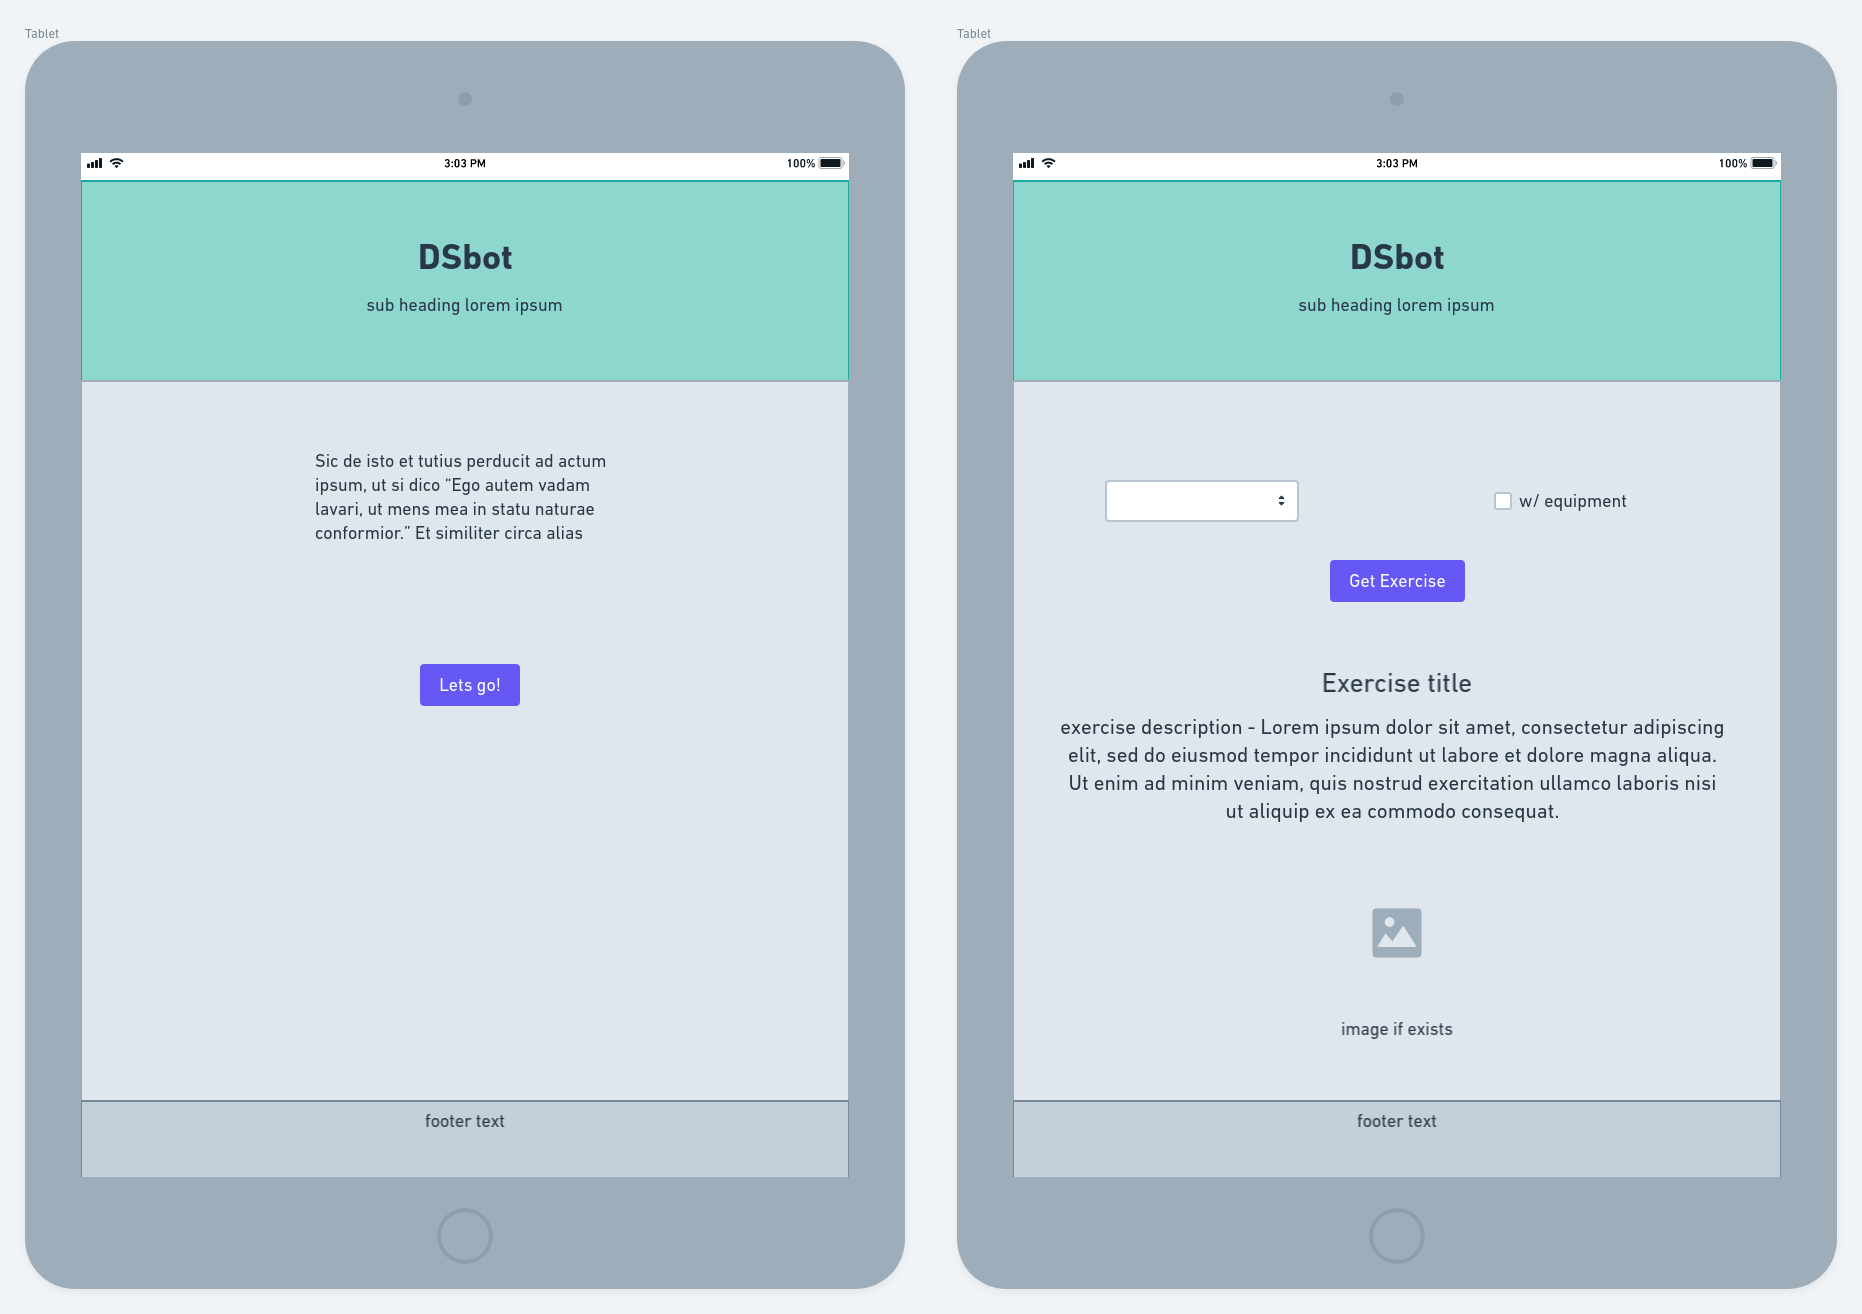 Tablet
3:03 PM
100%
DSbot
sub heading lorem ipsum
Sic de isto et tutius perducit ad actum
ipsum, ut si dico “Ego autem vadam
lavari, ut mens mea in statu naturae
conformior.” Et similiter circa alias
Lets go!
footer text
Tablet
3:03 PM
100%
DSbot
sub heading lorem ipsum
w/ equipment
Get Exercise
Exercise title
exercise description - Lorem ipsum dolor sit amet, consectetur adipiscing
elit, sed do eiusmod tempor incididunt ut labore et dolore magna aliqua.
Ut enim ad minim veniam, quis nostrud exercitation ullamco laboris nisi
ut aliquip ex ea commodo consequat.
image if exists
footer text